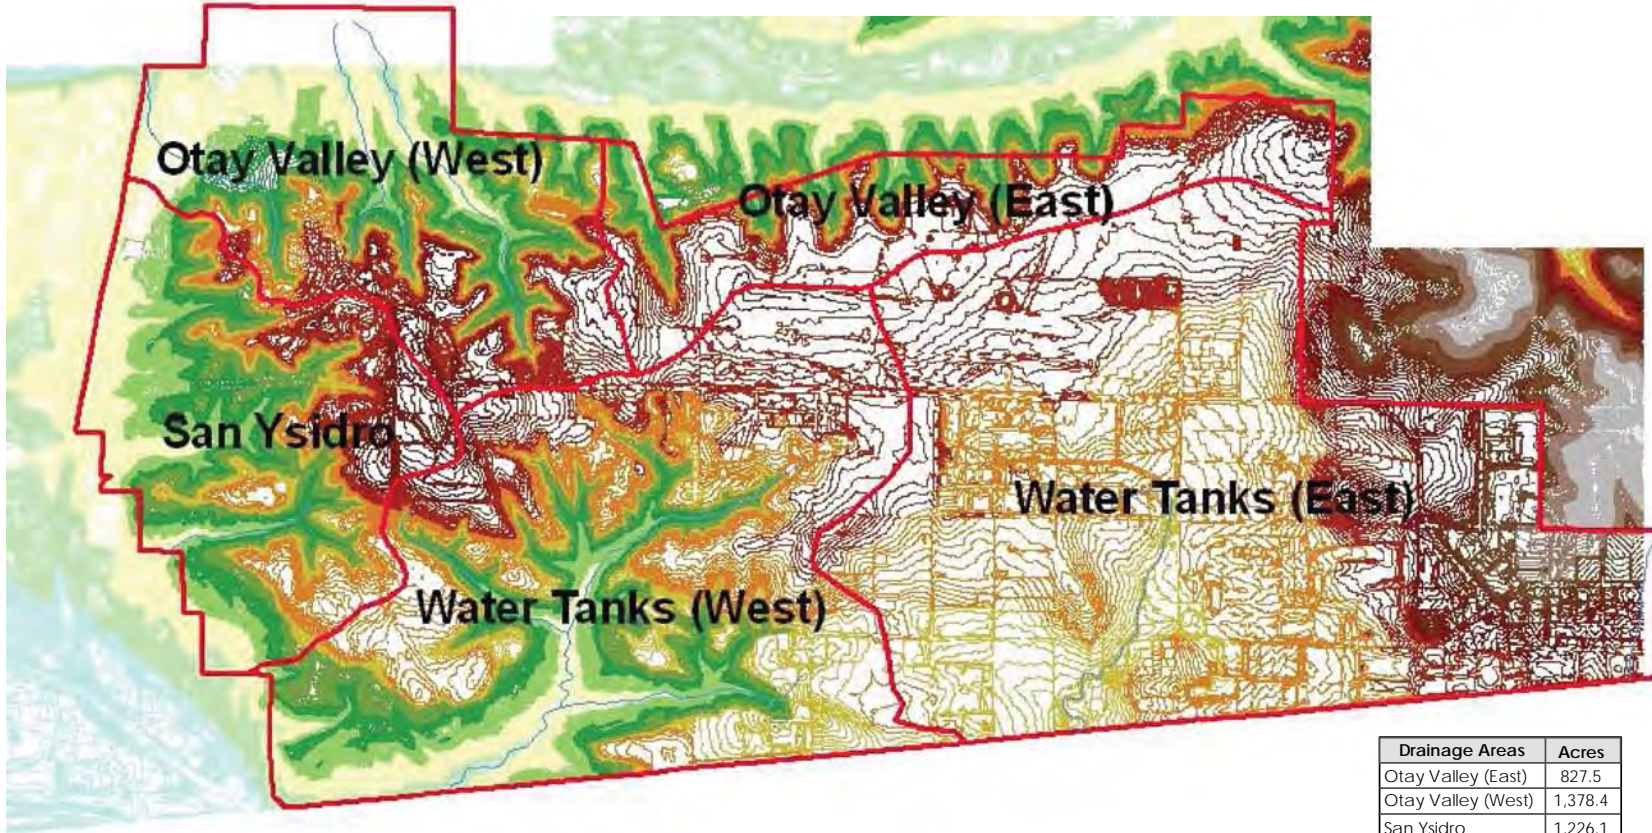 Otay Valley (West)
Otay Valley (East)
San Ysidro
Water Tanks (East)
Water Tanks (West)
Drainage Areas Acres
Otay Valley (East) 827.5
Otay Valley (West) 1,378.4
San Ysidro 1,226.1